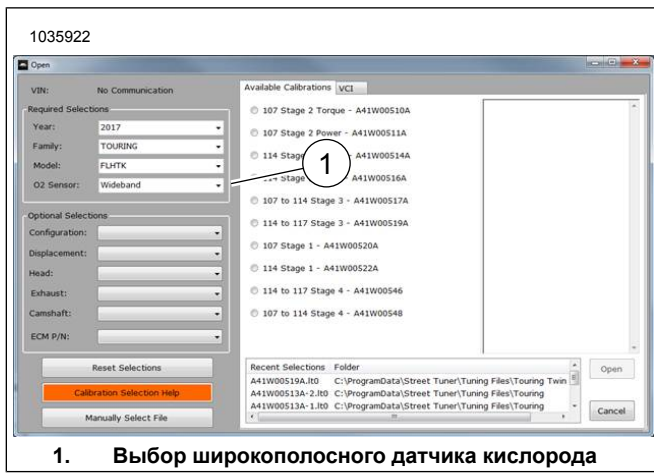 1035922
Open
VIN: No Communication
Required Selections
Year: 2017
Family: TOURING
Model: FLHTK
O2 Sensor: Wideband
Optional Selections
Configuration:
Displacement:
Head:
Exhaust:
Camshaft:
ECM P/N:
Reset Selections
Calibration Selection Help
Manually Select File
Available Calibrations VCI
107 Stage 2 Torque - A41W00510A
107 Stage 2 Power - A41W00511A
114 Stage A41W00514A
1
Stage A41W00516A
107 to 114 Stage 3 - A41W00517A
114 to 117 Stage 3 - A41W00519A
107 Stage 1 - A41W00520A
114 Stage 1 - A41W00522A
114 to 117 Stage 4 - A41W00546
107 to 114 Stage 4 - A41W00548
Recent Selections Folder
A41W00519A.lt0 C:\ProgramData\Street Tuner\Tuning Files\Touring Twin
A41W00513A-2.lt0 C:\ProgramData\Street Tuner\Tuning Files\Touring
A41W00513A-1.lt0 C:\ProgramData\Street Tuner\Tuning Files\Touring
Open
Cancel
1. Выбор широкополосного датчика кислорода